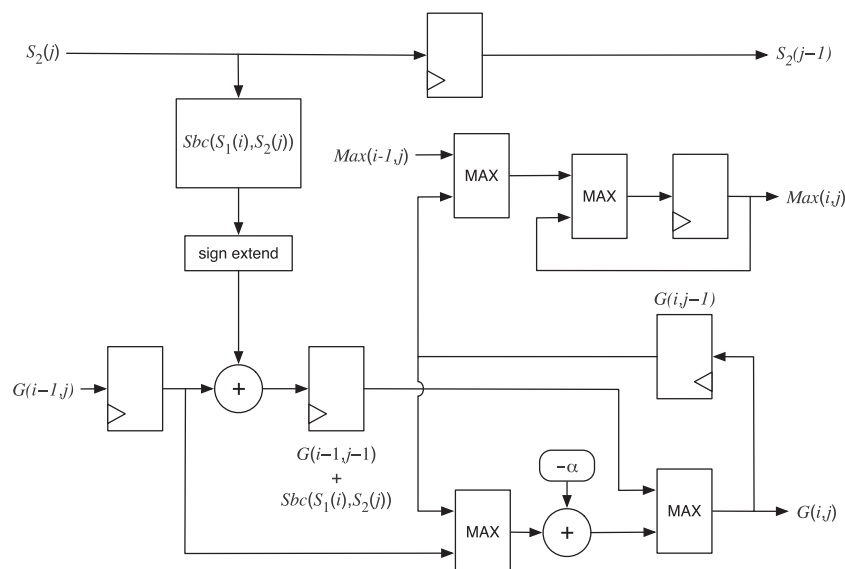 S₂(j)
S₂(j−1)
Sbc(S₁(i),S₂(j))
Max(i-1,j)
MAX
MAX
Max(i,j)
sign extend
G(i,j−1)
G(i−1,j)
+
G(i−1,j−1)
+
Sbc(S₁(i),S₂(j))
-α
MAX
+
MAX
G(i,j)